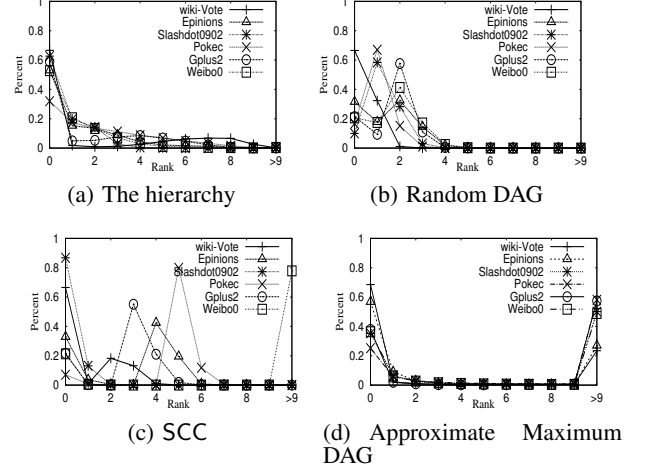 1
0.8
0.6
0.4
0.2
0
Percent
0 2 4 6 8 >9
Rank
wiki-Vote
Epinions
Slashdot0902
Pokec
Gplus2
Weibo0
(a) The hierarchy
1
0.8
0.6
0.4
0.2
0
Percent
0 2 4 6 8 >9
Rank
wiki-Vote
Epinions
Slashdot0902
Pokec
Gplus2
Weibo0
(b) Random DAG
1
0.8
0.6
0.4
0.2
0
Percent
0 2 4 6 8 >9
Rank
wiki-Vote
Epinions
Slashdot0902
Pokec
Gplus2
Weibo0
(c) SCC
1
0.8
0.6
0.4
0.2
0
Percent
0 2 4 6 8 >9
Rank
wiki-Vote
Epinions
Slashdot0902
Pokec
Gplus2
Weibo0
(d) Approximate Maximum
DAG